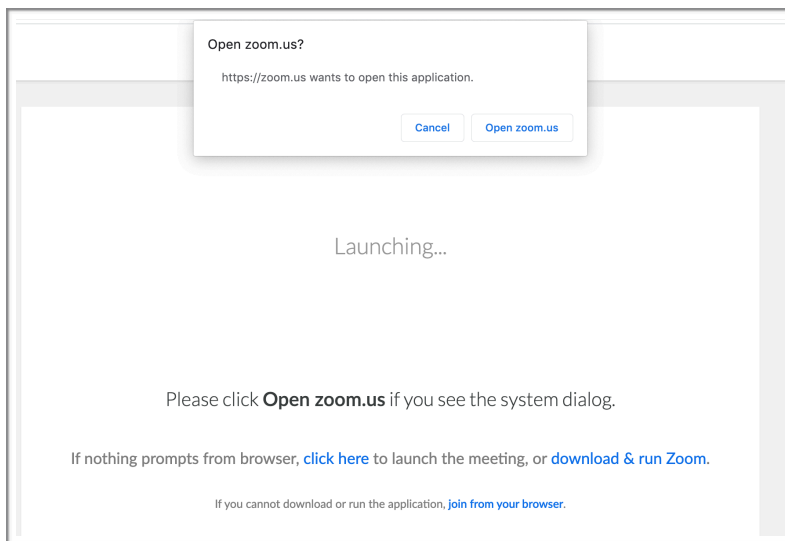 Open zoom.us?
https://zoom.us wants to open this application.
Cancel Open zoom.us
Launching...
Please click Open zoom.us if you see the system dialog.
If nothing prompts from browser, click here to launch the meeting, or download & run Zoom.
If you cannot download or run the application, join from your browser.